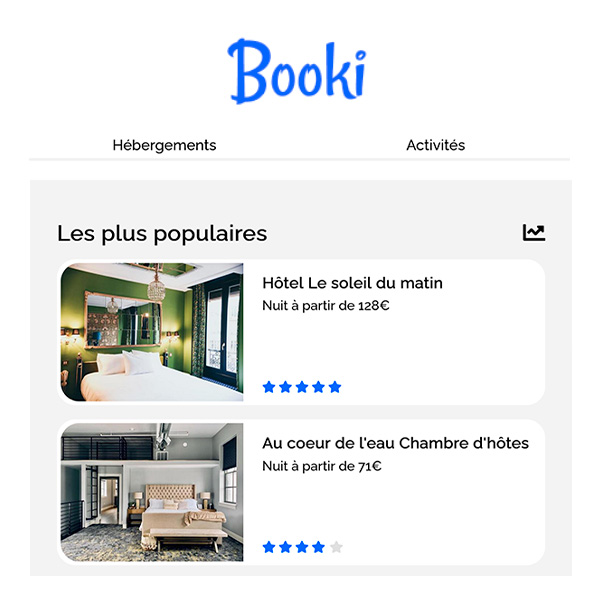 Booki
Hébergements
Activités
Les plus populaires
Hôtel Le soleil du matin
Nuit à partir de 128€
Au coeur de l'eau Chambre d'hôtes
Nuit à partir de 71€